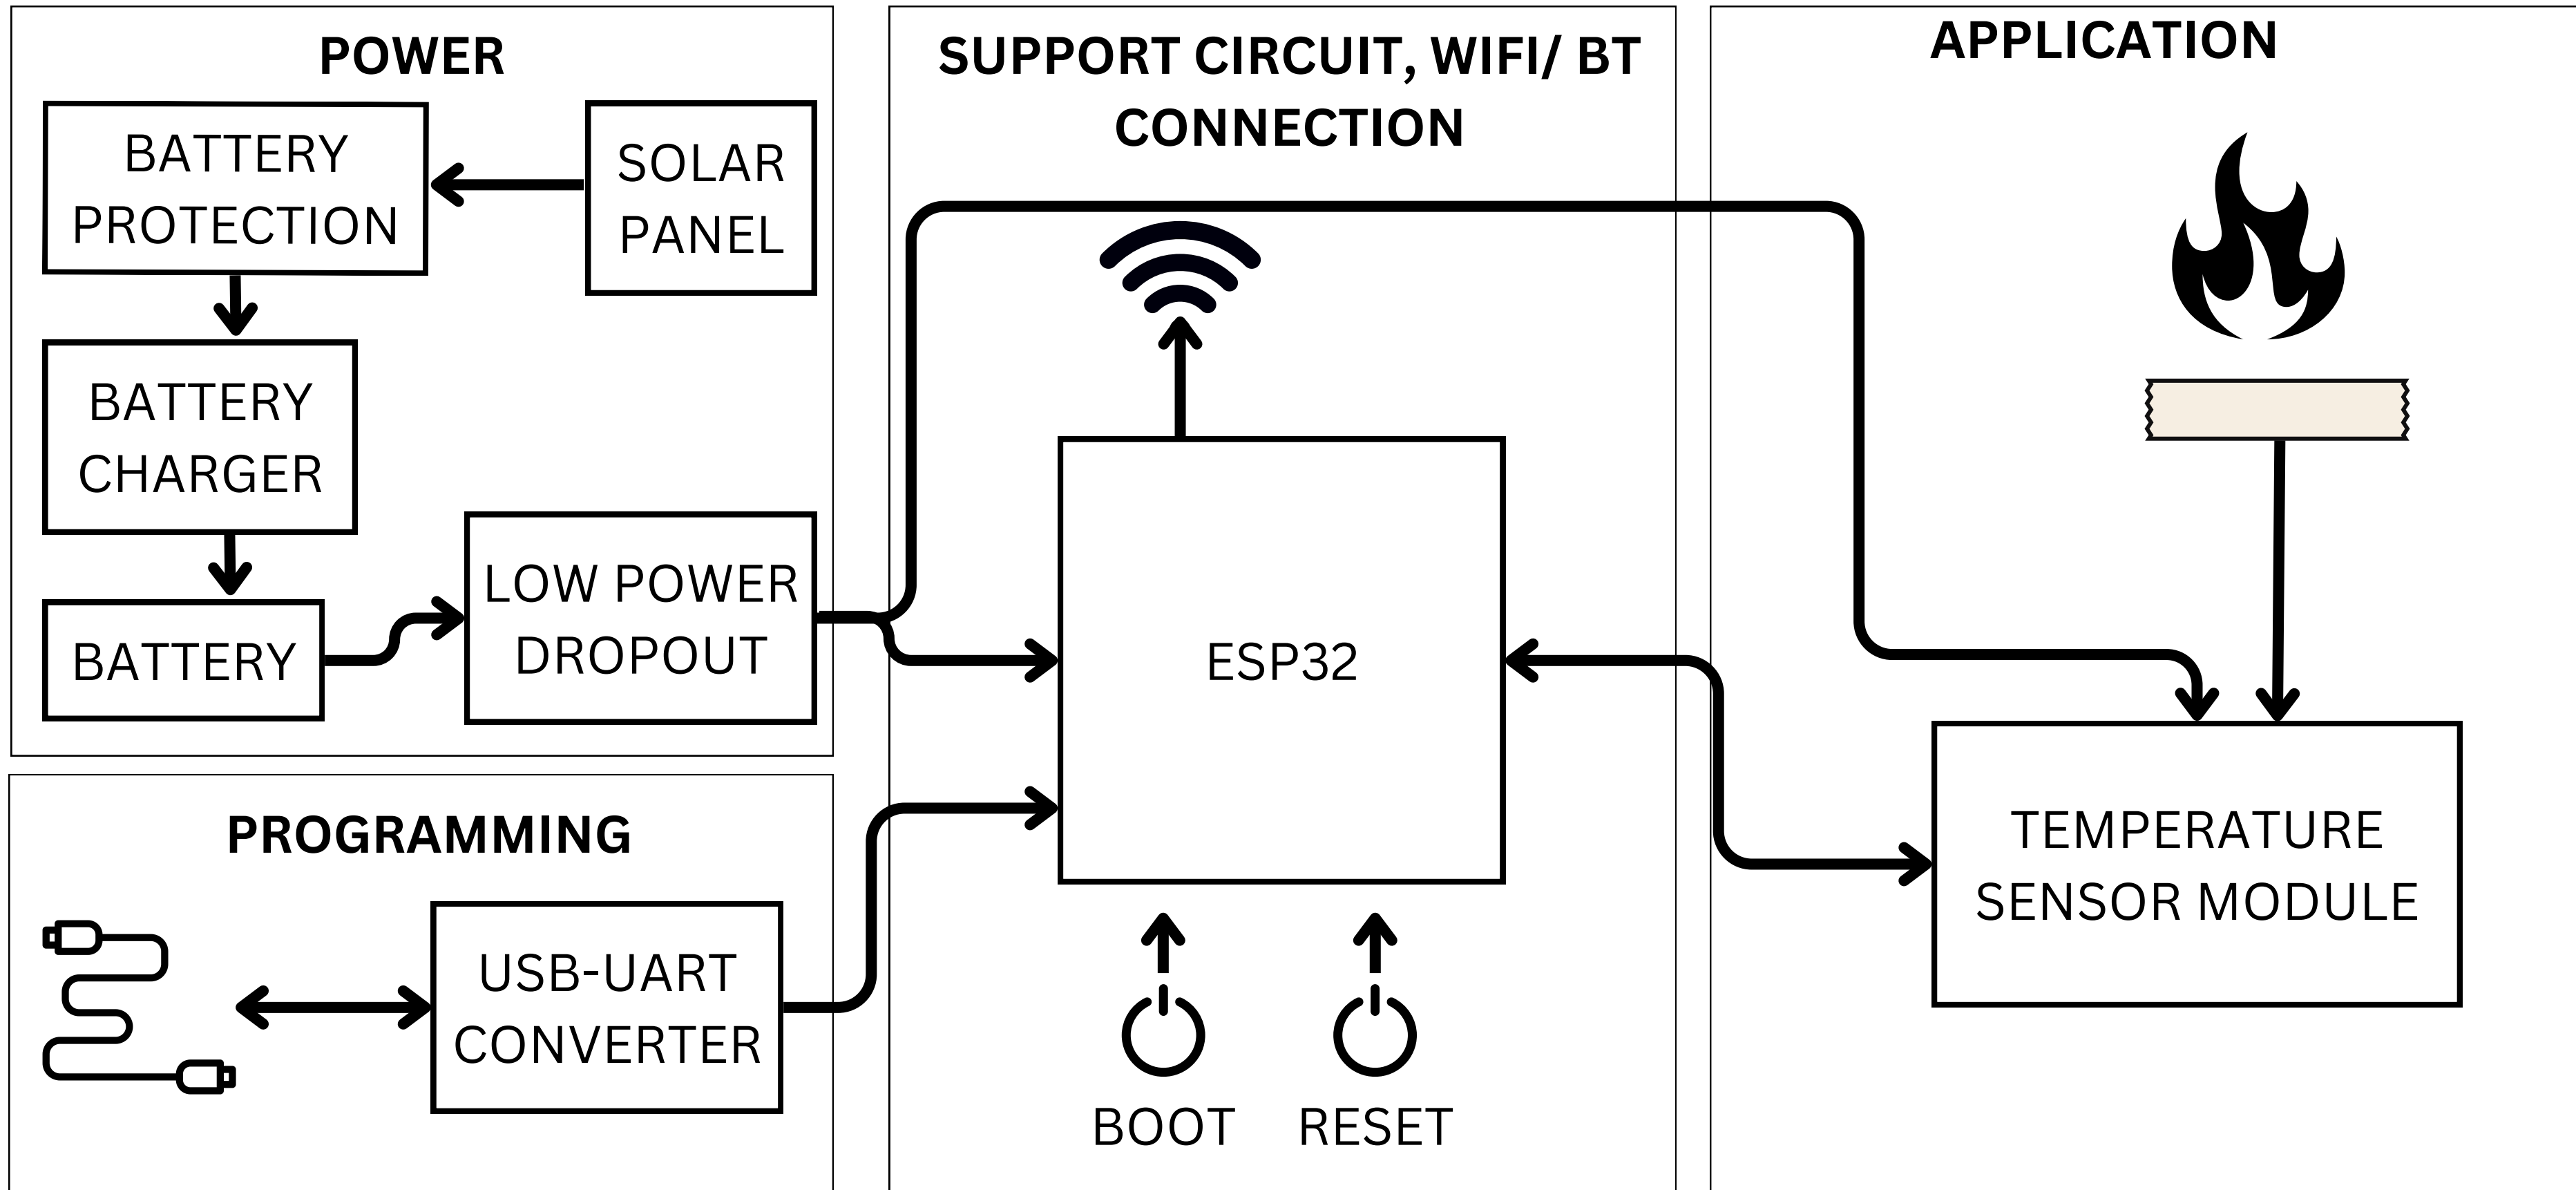 POWER
BATTERY
PROTECTION
SOLAR
PANEL
BATTERY
CHARGER
BATTERY
LOW POWER
DROPOUT
PROGRAMMING
USB-UART
CONVERTER
SUPPORT CIRCUIT, WIFI/ BT
CONNECTION
ESP32
BOOT
RESET
APPLICATION
TEMPERATURE
SENSOR MODULE